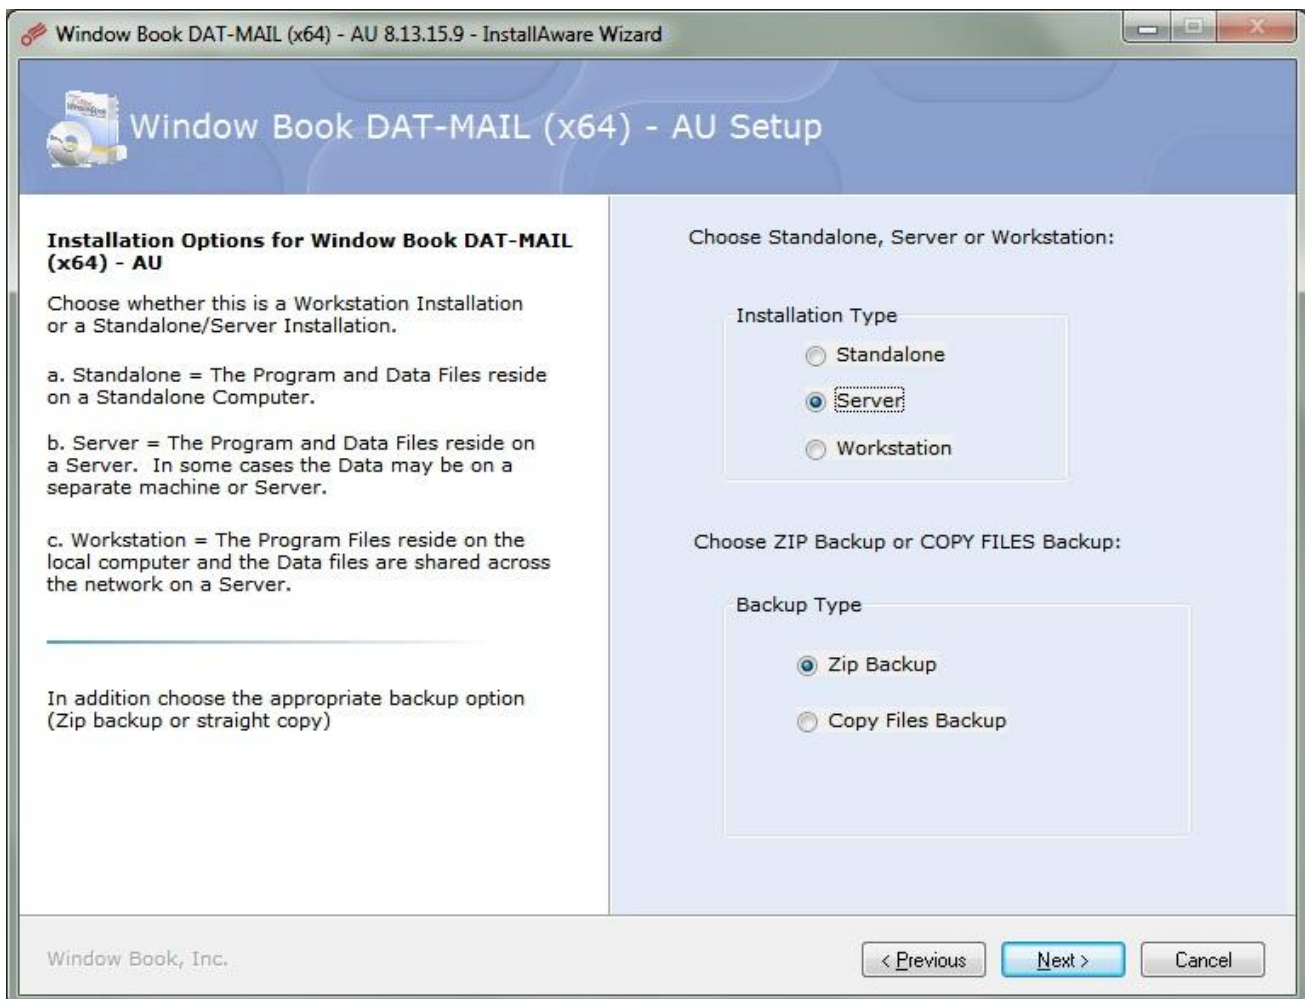 Window Book DAT-MAIL (x64) - AU 8.13.15.9 - InstallAware Wizard
Window Book DAT-MAIL (x64) - AU Setup
Installation Options for Window Book DAT-MAIL
(x64) - AU
Choose whether this is a Workstation Installation
or a Standalone/Server Installation.
a. Standalone = The Program and Data Files reside
on a Standalone Computer.
b. Server = The Program and Data Files reside on
a Server.  In some cases the Data may be on a
separate machine or Server.
c. Workstation = The Program Files reside on the
local computer and the Data files are shared across
the network on a Server.
In addition choose the appropriate backup option
(Zip backup or straight copy)
Choose Standalone, Server or Workstation:
Installation Type
Standalone
Server
Workstation
Choose ZIP Backup or COPY FILES Backup:
Backup Type
Zip Backup
Copy Files Backup
Window Book, Inc.
< Previous
Next >
Cancel